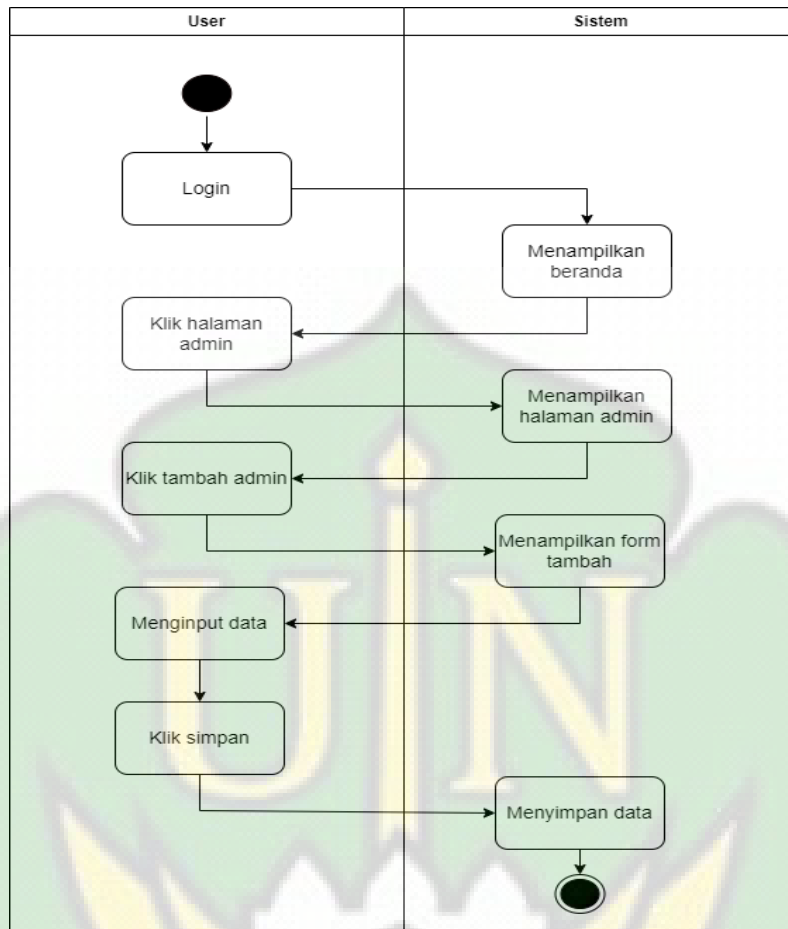 User
Sistem
Login
Menampilkan
beranda
Klik halaman
admin
Menampilkan
halaman admin
Klik tambah admin
Menampilkan form
tambah
Menginput data
Klik simpan
Menyimpan data
UIN